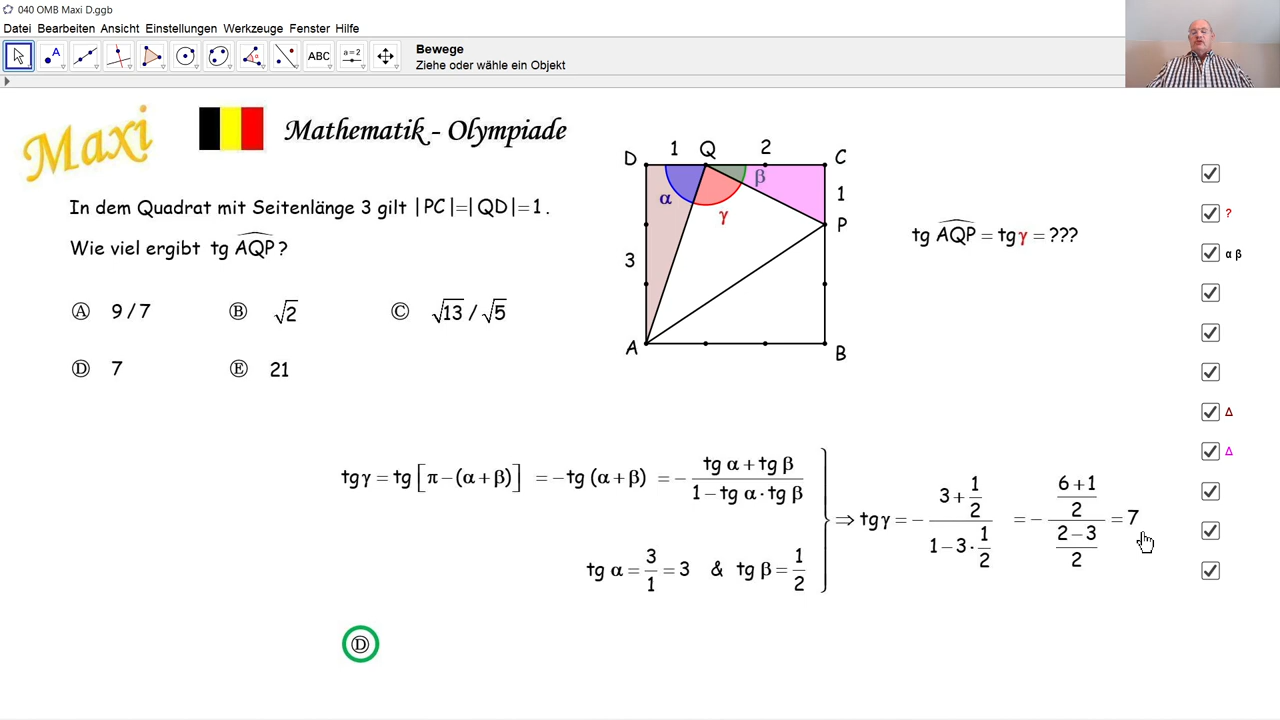 040 OMB Maxi D.ggb
Datei Bearbeiten Ansicht Einstellungen Werkzeuge Fenster Hilfe
A ABC a=2
Bewege
Ziehe oder wähle ein Objekt
Maxi
Mathematik - Olympiade
In dem Quadrat mit Seitenlänge 3 gilt |PC|=|QD|=1.
Wie viel ergibt tg AQP?
Ⓐ 9/7 Ⓑ √2 Ⓒ √13/√5
Ⓓ 7 Ⓔ 21
D 1 Q 2 C
α β 1
γ P
3
A B
tg AQP = tg γ = ???
?
α β
Δ
Δ
tg γ = tg [π-(α+β)] = -tg (α+β) = - (tg α + tg β)/(1 - tg α · tg β)
⇒ tg γ = - (3 + 1/2)/(1 - 3 · 1/2) = - ((6+1)/2)/((2-3)/2) = 7
tg α = 3/1 = 3 & tg β = 1/2
Ⓓ